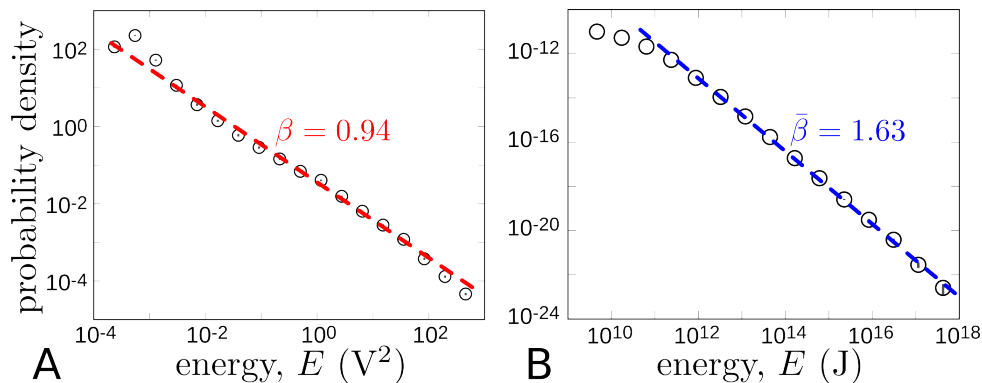 probability density
10²
10⁰
10⁻²
10⁻⁴
β = 0.94
10⁻⁴ 10⁻² 10⁰ 10²
energy, E (V²)
A
10⁻¹²
10⁻¹⁶
10⁻²⁰
10⁻²⁴
β̄ = 1.63
10¹⁰ 10¹² 10¹⁴ 10¹⁶ 10¹⁸
energy, E (J)
B